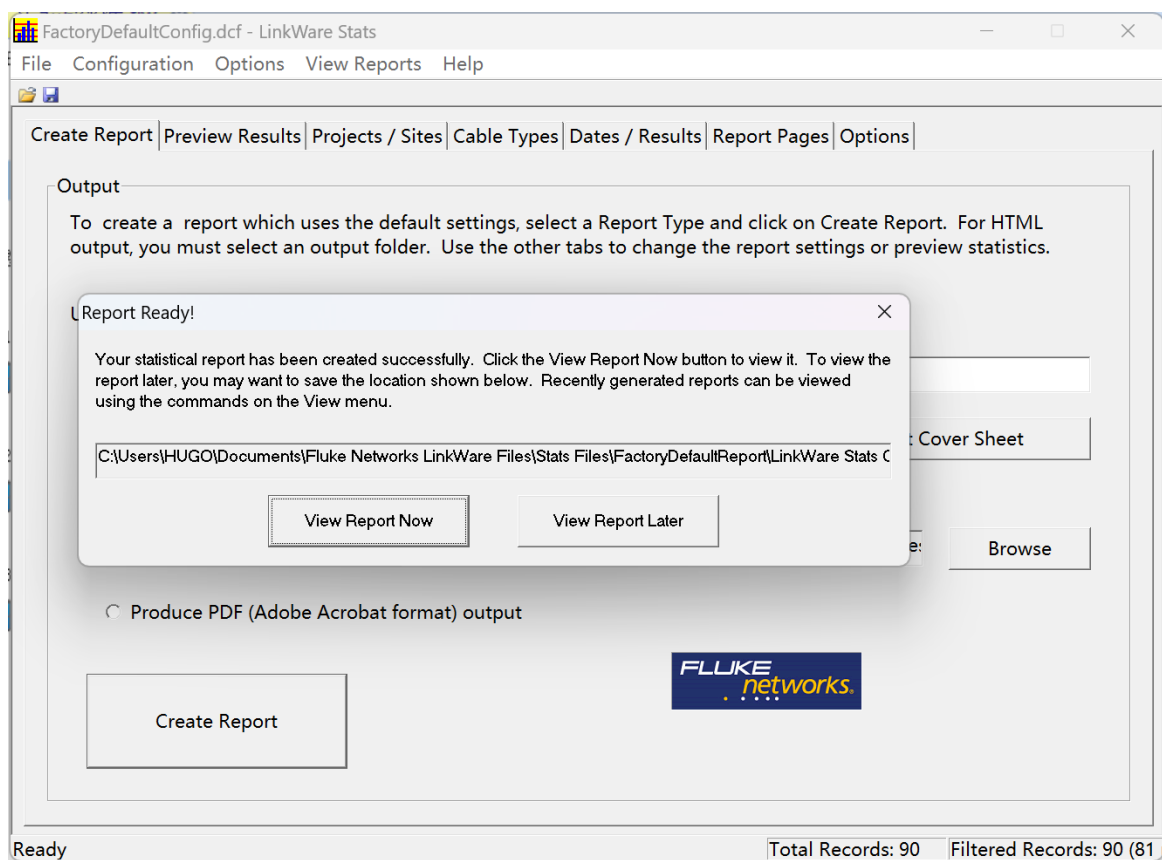 FactoryDefaultConfig.dcf - LinkWare Stats
File Configuration Options View Reports Help
Create Report Preview Results Projects / Sites Cable Types Dates / Results Report Pages Options
Output
To create a report which uses the default settings, select a Report Type and click on Create Report. For HTML
output, you must select an output folder. Use the other tabs to change the report settings or preview statistics.
Report Ready!
Your statistical report has been created successfully. Click the View Report Now button to view it. To view the
report later, you may want to save the location shown below. Recently generated reports can be viewed
using the commands on the View menu.
Cover Sheet
C:\Users\HUGO\Documents\Fluke Networks LinkWare Files\Stats Files\FactoryDefaultReport\LinkWare Stats
View Report Now
View Report Later
Browse
Produce PDF (Adobe Acrobat format) output
FLUKE
networks.
Create Report
Ready
Total Records: 90
Filtered Records: 90 (81